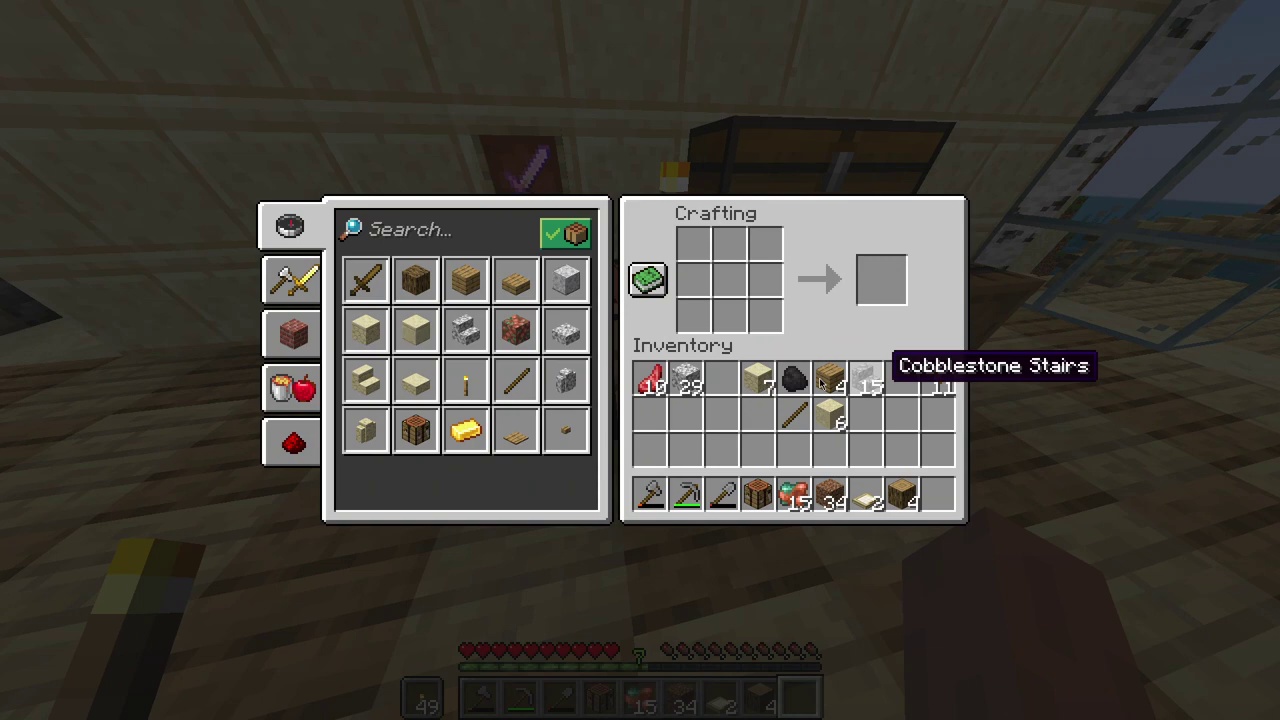 Crafting
Search...
Inventory
Cobblestone Stairs
10 29 7 4 15 11
6
15 34 2 4
7
49 15 34 2 4